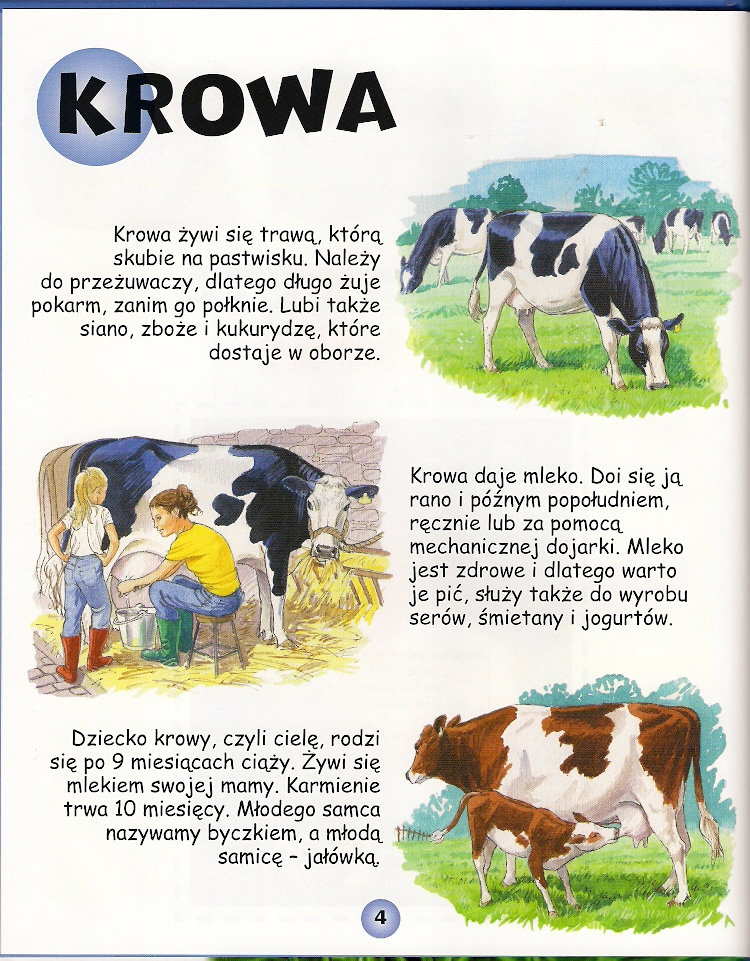 KROWA
Krowa żywi się trawą, którą
skubie na pastwisku. Należy
do przeżuwaczy, dlatego długo żuje
pokarm, zanim go połknie. Lubi także
siano, zboże i kukurydzę, które
dostaje w oborze.
Krowa daje mleko. Doi się ją
rano i późnym popołudniem,
ręcznie lub za pomocą
mechanicznej dojarki. Mleko
jest zdrowe i dlatego warto
je pić, służy także do wyrobu
serów, śmietany i jogurtów.
Dziecko krowy, czyli cielę, rodzi
się po 9 miesiącach ciąży. Żywi się
mlekiem swojej mamy. Karmienie
trwa 10 miesięcy. Młodego samca
nazywamy byczkiem, a młodą
samicę – jałówką.
4